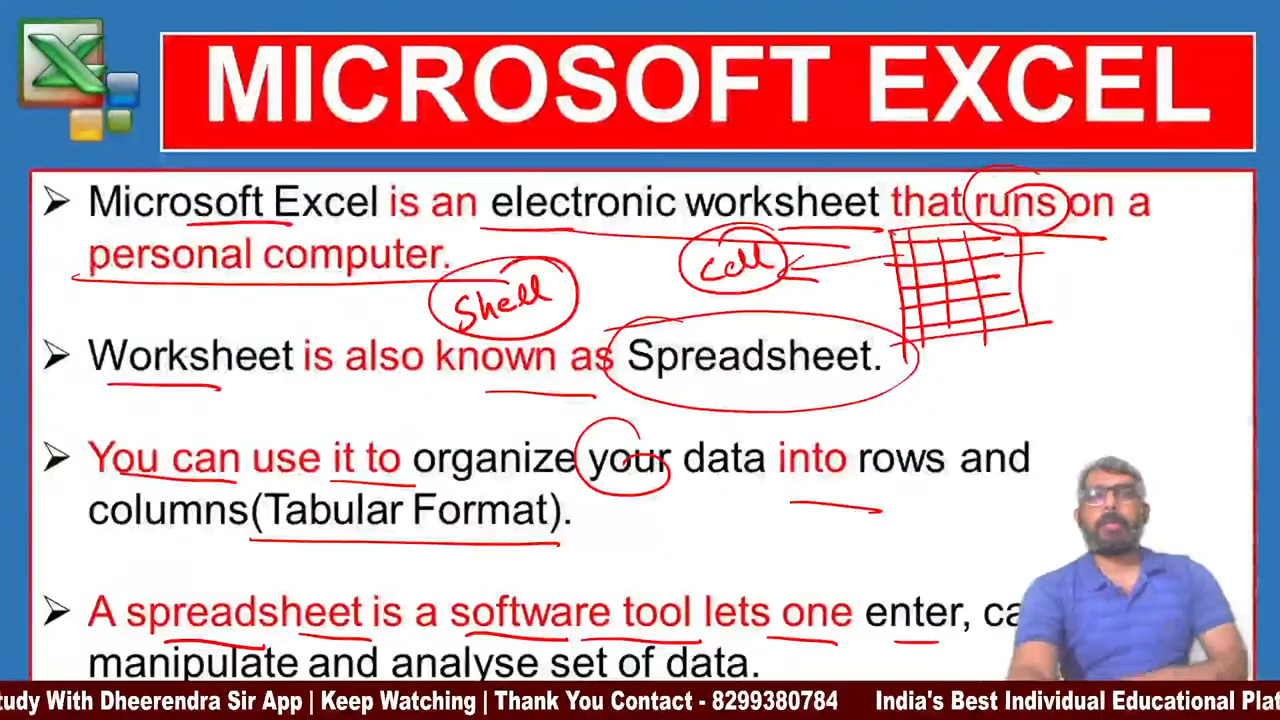 MICROSOFT EXCEL
Microsoft Excel is an electronic worksheet that runs on a
personal computer.
Cell
Shell
Worksheet is also known as Spreadsheet.
You can use it to organize your data into rows and
columns(Tabular Format).
A spreadsheet is a software tool lets one enter,
manipulate and analyse set of data.
tudy With Dheerendra Sir App | Keep Watching | Thank You Contact - 8299380784 India's Best Individual Educational Plat